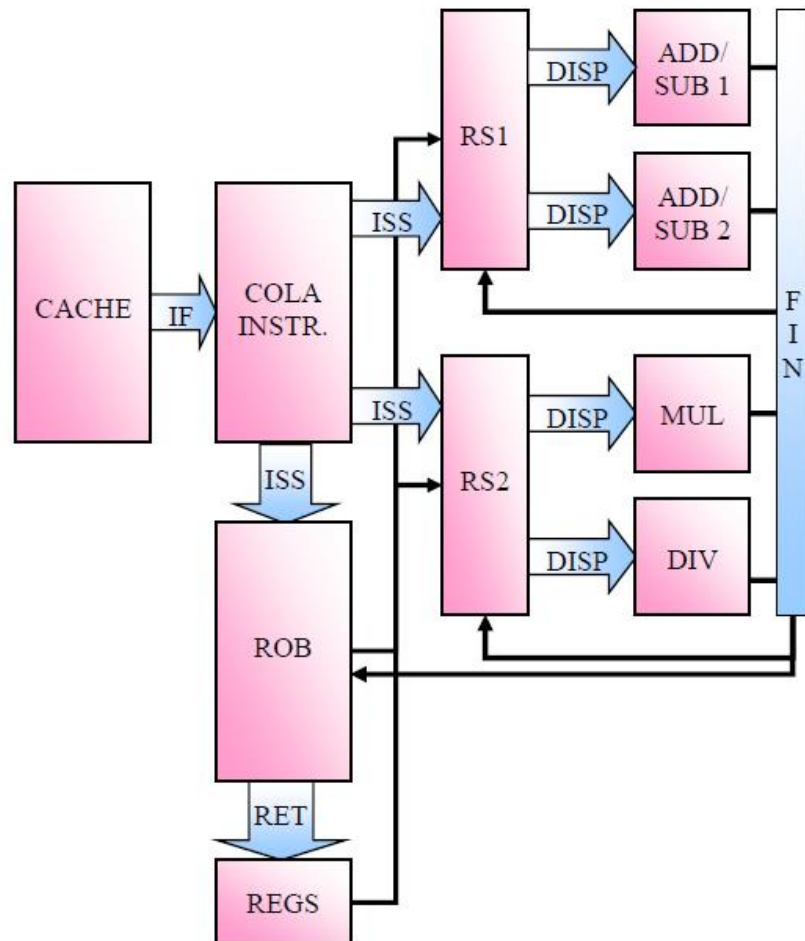 ADD/
SUB 1
DISP
RS1
ADD/
SUB 2
DISP
ISS
CACHE
IF
COLA
INSTR.
F
I
N
ISS
DISP
MUL
RS2
ISS
DISP
DIV
ROB
RET
REGS